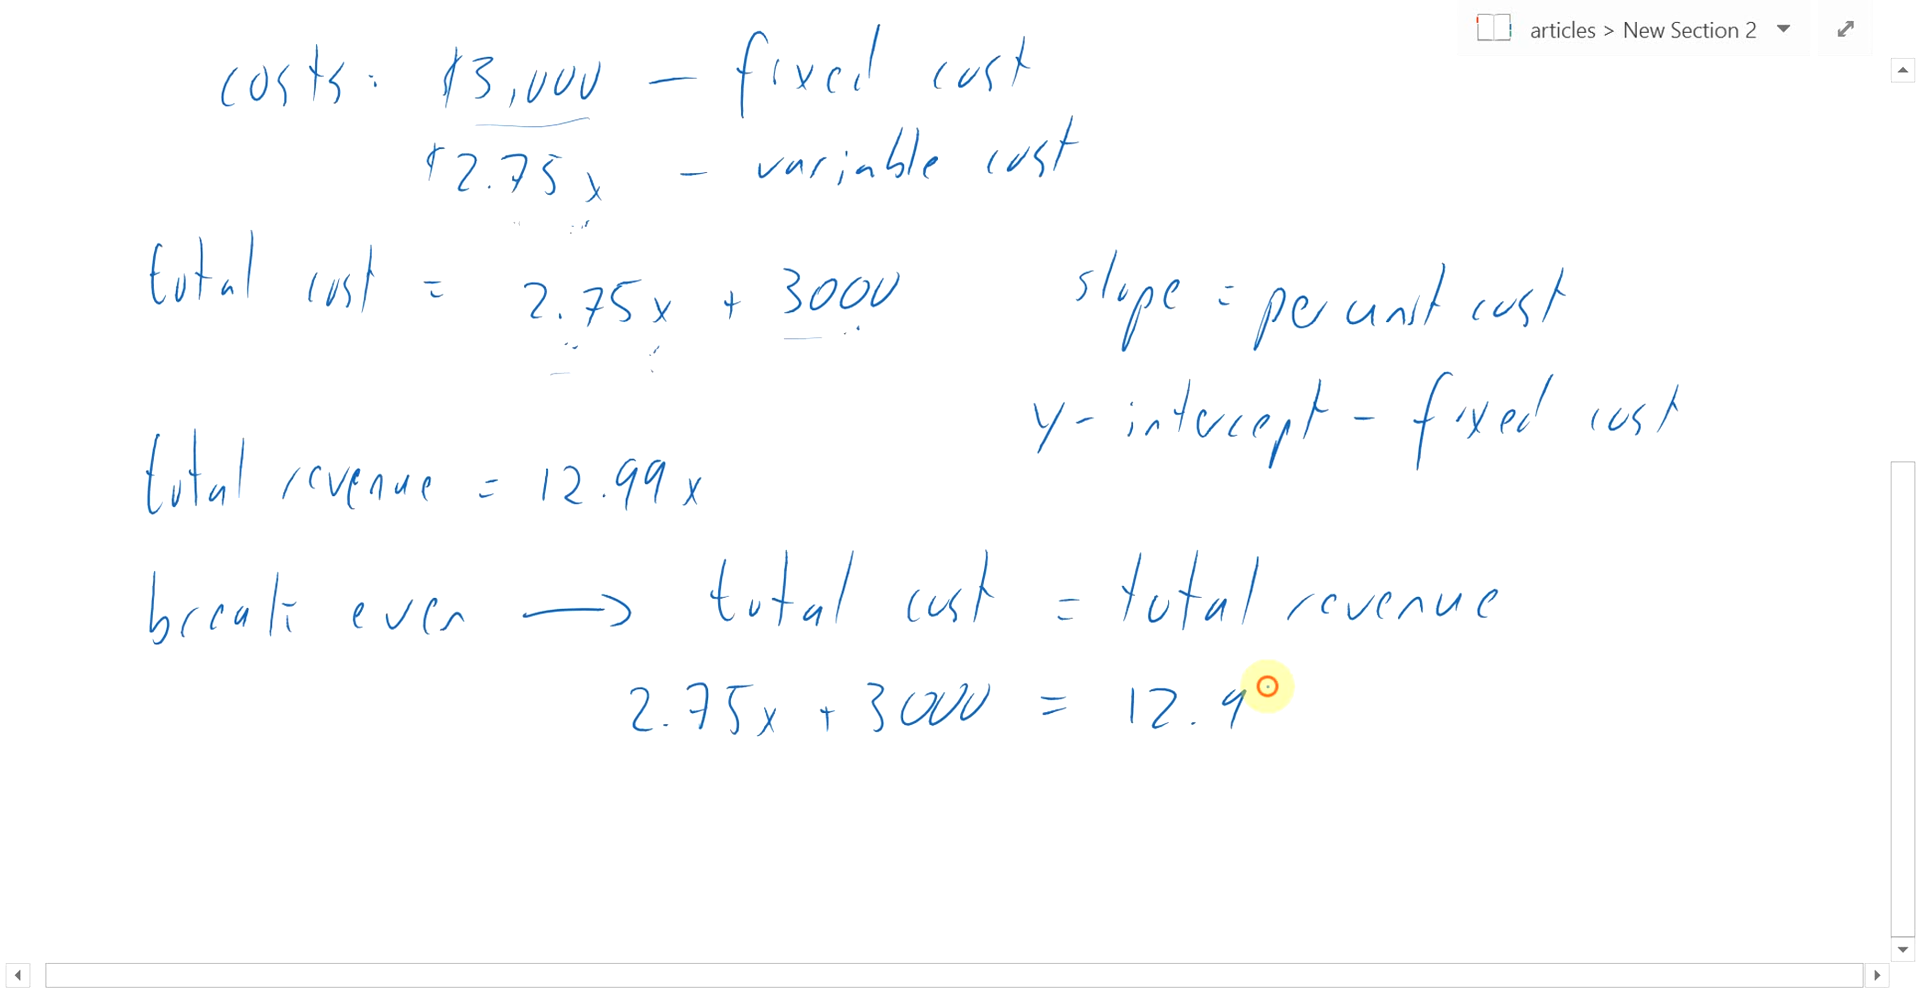 articles > New Section 2
costs: $3,000 — fixed cost
$2.75x - variable cost
total cost = 2.75x + 3000
slope = per unit cost
y-intercept - fixed cost
total revenue = 12.99x
break even → total cost = total revenue
2.75x + 3000 = 12.9